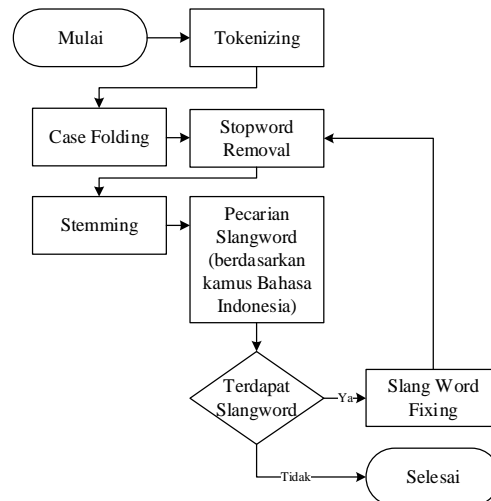 Mulai
Tokenizing
Case Folding
Stopword
Removal
Stemming
Pecarian
Slangword
(berdasarkan
kamus Bahasa
Indonesia)
Terdapat
Slangword
Ya
Slang Word
Fixing
Tidak
Selesai